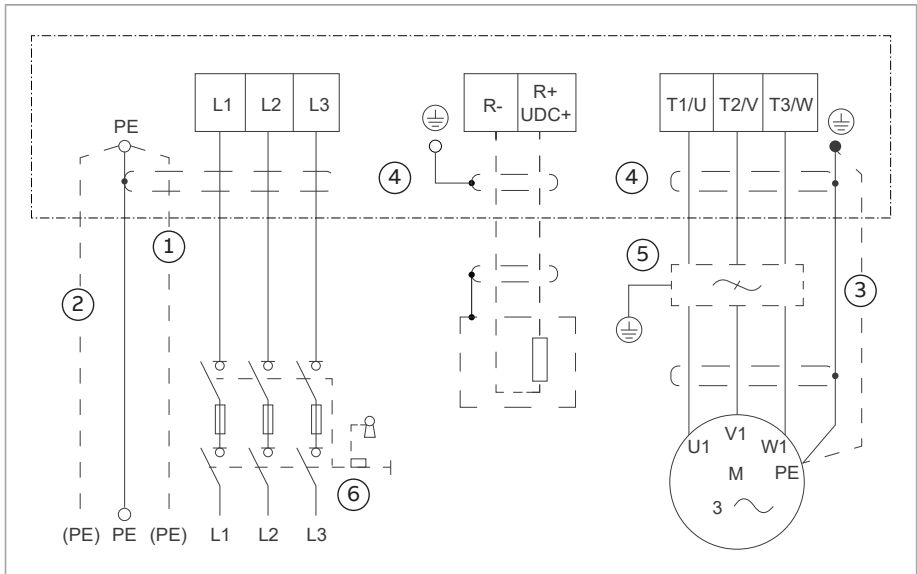 L1 L2 L3
R-
R+
UDC+
T1/U T2/V T3/W
PE
4
4
1
5
2
3
U1
V1
W1
M
PE
3
6
(PE) PE (PE) L1 L2 L3